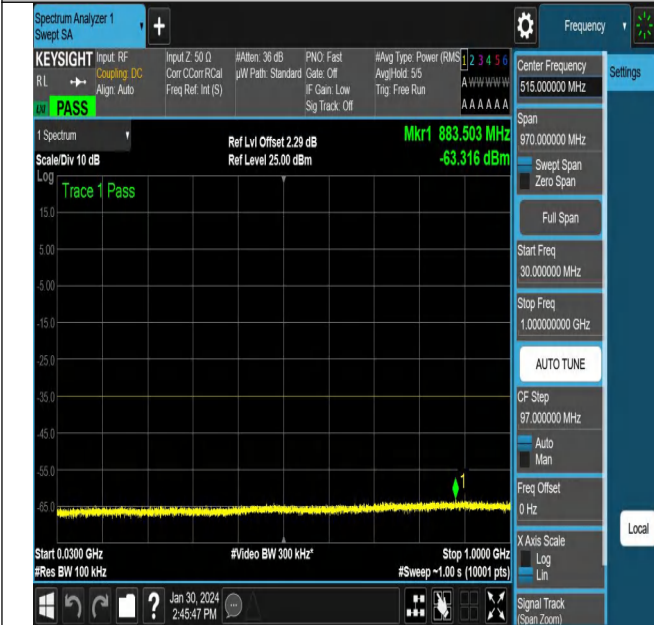 Spectrum Analyzer 1
Swept SA
+
Frequency
KEYSIGHT
RL
PASS
Input: RF
Coupling: DC
Align: Auto
Input Z: 50 Ω
Corr CCorr RCal
Freq Ref: Int (S)
#Atten: 36 dB
µW Path: Standard
PNO: Fast
Gate: Off
IF Gain: Low
Sig Track: Off
#Avg Type: Power (RMS
Avg|Hold: 5/5
Trig: Free Run
1 2 3 4 5 6
A W W W W W
A A A A A A
1 Spectrum
Scale/Div 10 dB
Ref Lvl Offset 2.29 dB
Ref Level 25.00 dBm
Mkr1 883.503 MHz
-63.316 dBm
Log
Trace 1 Pass
15.0
5.00
-5.00
-15.0
-25.0
-35.0
-45.0
-55.0
-65.0
1
Start 0.0300 GHz
#Res BW 100 kHz
#Video BW 300 kHz*
Stop 1.0000 GHz
#Sweep ~1.00 s (10001 pts)
?
Jan 30, 2024
2:45:47 PM
Center Frequency
515.000000 MHz
Span
970.000000 MHz
Swept Span
Zero Span
Full Span
Start Freq
30.000000 MHz
Stop Freq
1.000000000 GHz
AUTO TUNE
CF Step
97.000000 MHz
Auto
Man
Freq Offset
0 Hz
X Axis Scale
Log
Lin
Signal Track
(Span Zoom)
Settings
Local